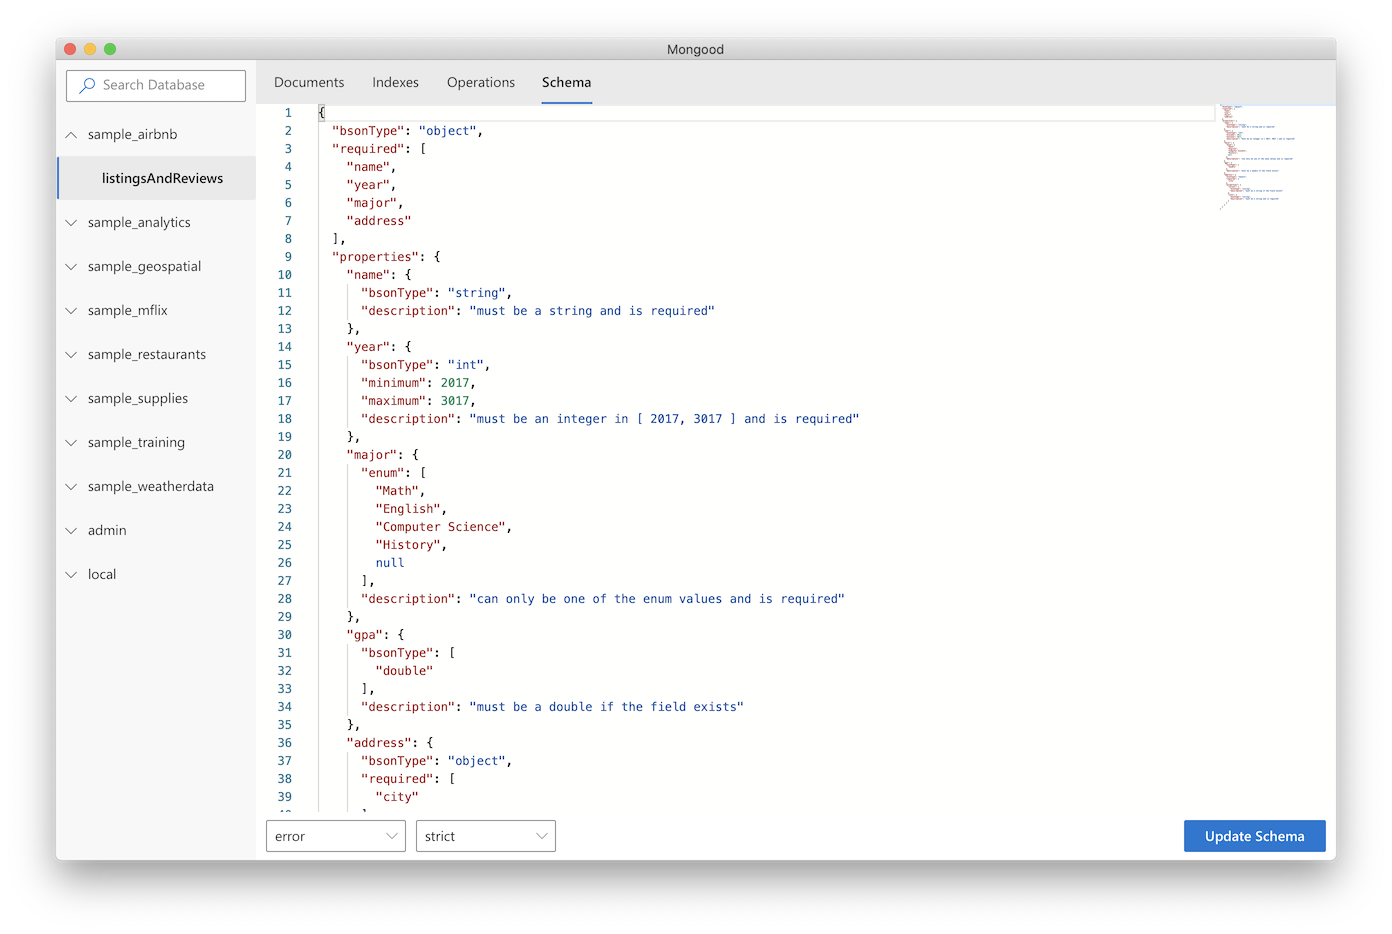 Mongood
Search Database
sample_airbnb
listingsAndReviews
sample_analytics
sample_geospatial
sample_mflix
sample_restaurants
sample_supplies
sample_training
sample_weatherdata
admin
local
Documents Indexes Operations Schema
1 {
2 "bsonType": "object",
3 "required": [
4 "name",
5 "year",
6 "major",
7 "address"
8 ],
9 "properties": {
10 "name": {
11 "bsonType": "string",
12 "description": "must be a string and is required"
13 },
14 "year": {
15 "bsonType": "int",
16 "minimum": 2017,
17 "maximum": 3017,
18 "description": "must be an integer in [ 2017, 3017 ] and is required"
19 },
20 "major": {
21 "enum": [
22 "Math",
23 "English",
24 "Computer Science",
25 "History",
26 null
27 ],
28 "description": "can only be one of the enum values and is required"
29 },
30 "gpa": {
31 "bsonType": [
32 "double"
33 ],
34 "description": "must be a double if the field exists"
35 },
36 "address": {
37 "bsonType": "object",
38 "required": [
39 "city"
error strict Update Schema